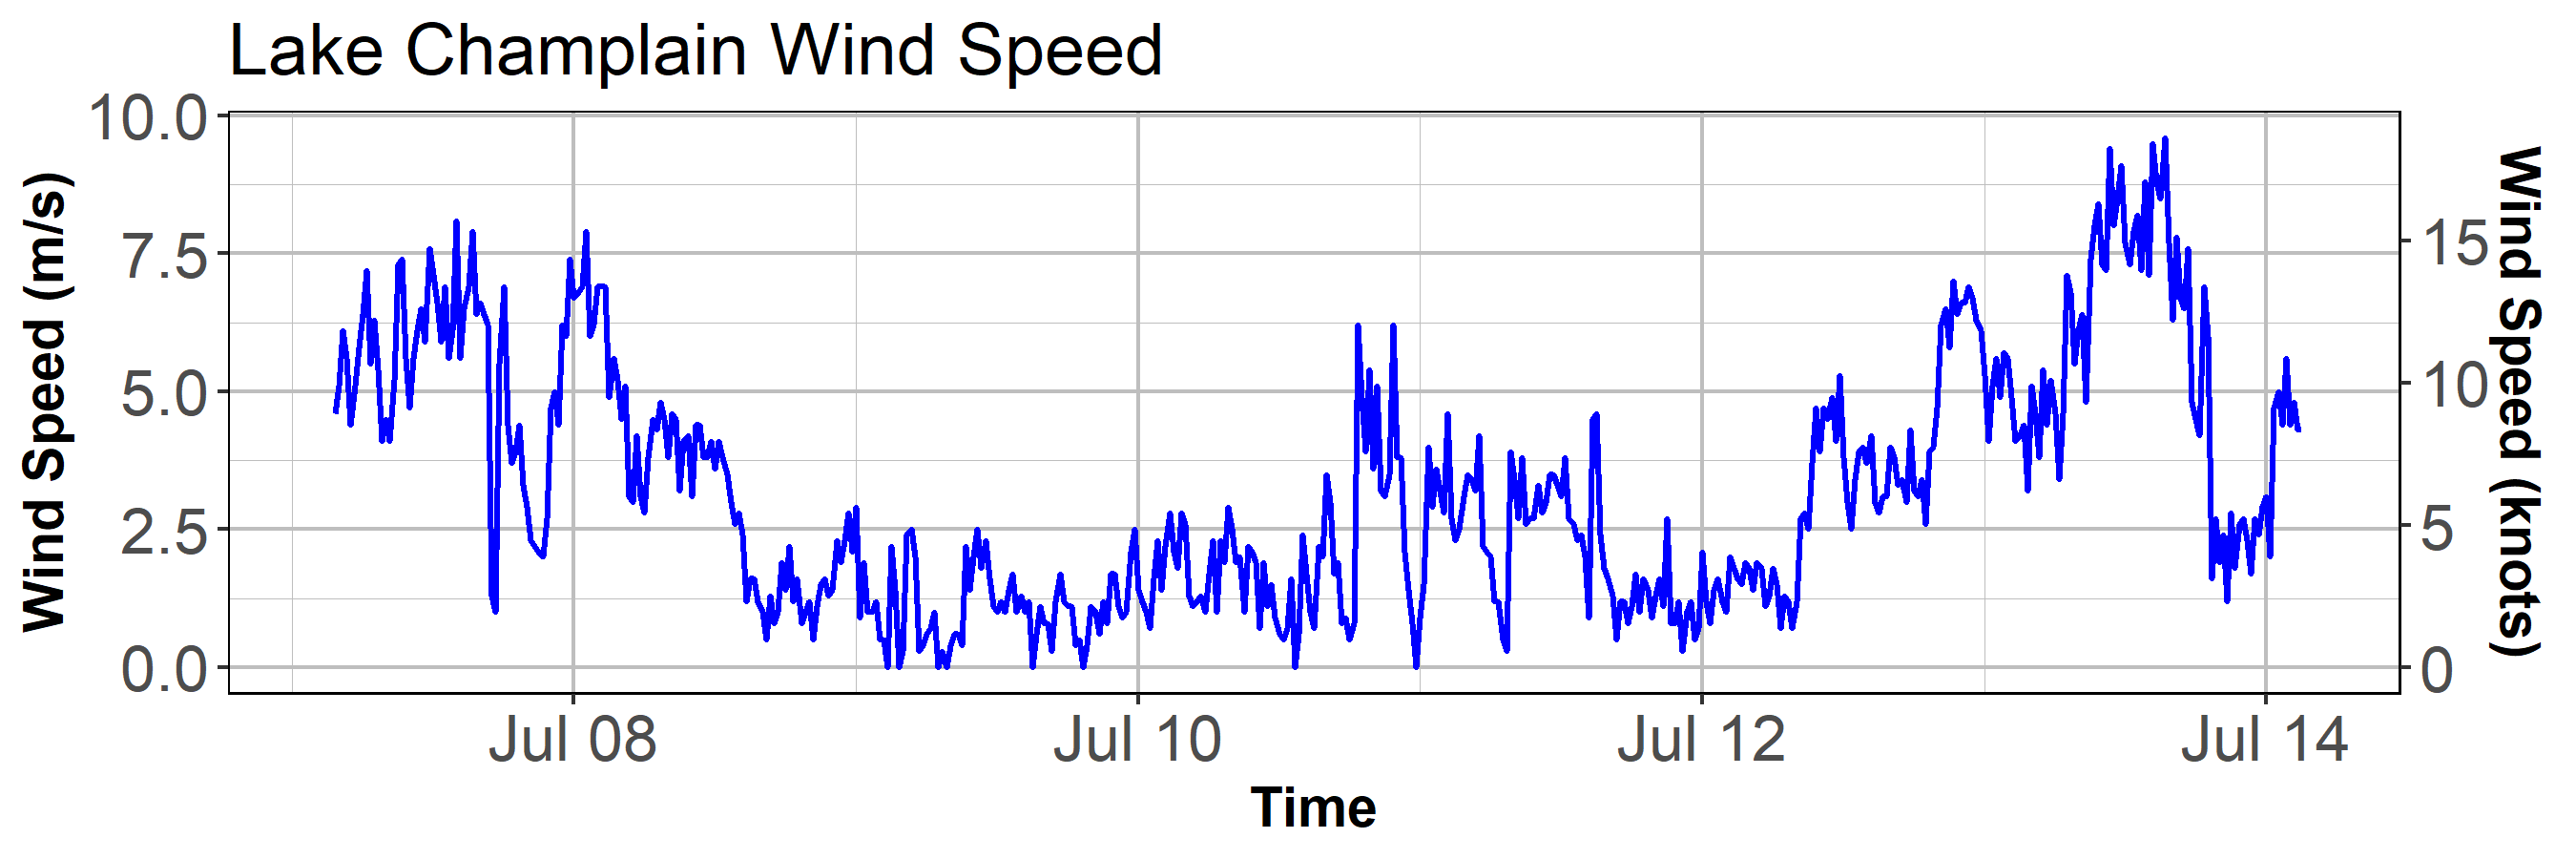 Lake Champlain Wind Speed
10.0
7.5
5.0
2.5
0.0
Wind Speed (m/s)
15
10
5
0
Wind Speed (knots)
Jul 08
Jul 10
Jul 12
Jul 14
Time